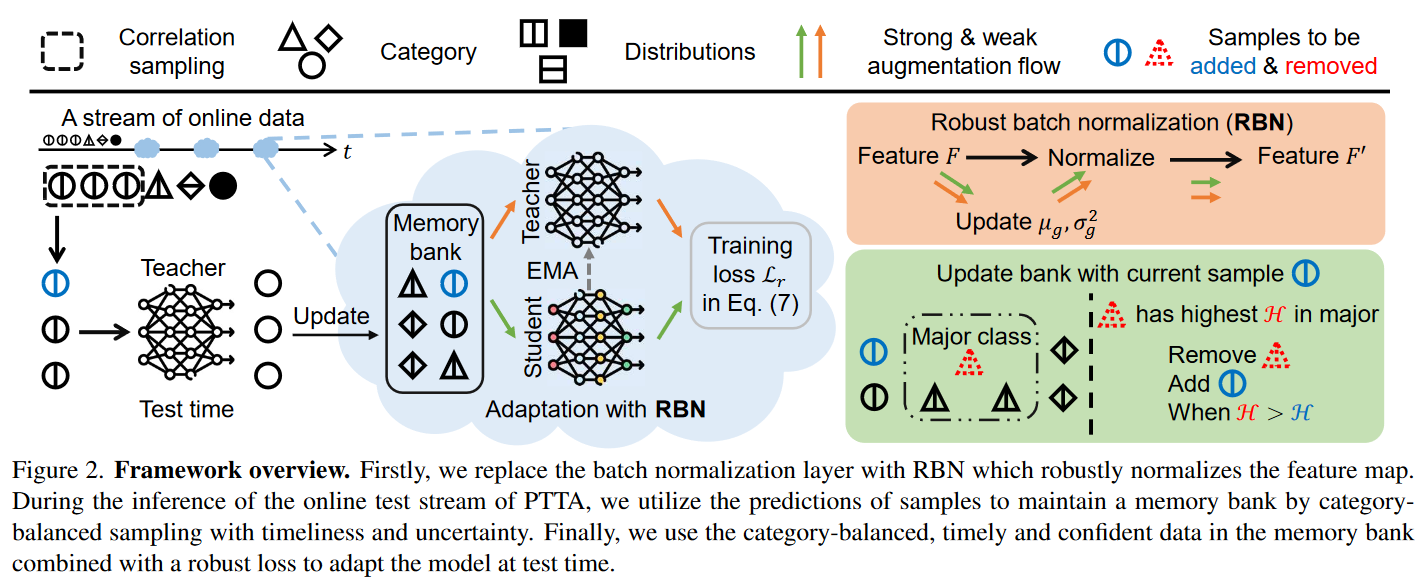 Correlation
sampling
Category
Distributions
Strong & weak
augmentation flow
Samples to be
added & removed
A stream of online data
t
Teacher
Test time
Update
Memory
bank
Teacher
EMA
Student
Training
loss ℒr
in Eq. (7)
Adaptation with RBN
Robust batch normalization (RBN)
Feature F
Normalize
Feature F′
Update μg, σg²
Update bank with current sample
Major class
has highest ℋ in major
Remove
Add
When ℋ > ℋ
Figure 2. Framework overview. Firstly, we replace the batch normalization layer with RBN which robustly normalizes the feature map.
During the inference of the online test stream of PTTA, we utilize the predictions of samples to maintain a memory bank by category-
balanced sampling with timeliness and uncertainty. Finally, we use the category-balanced, timely and confident data in the memory bank
combined with a robust loss to adapt the model at test time.